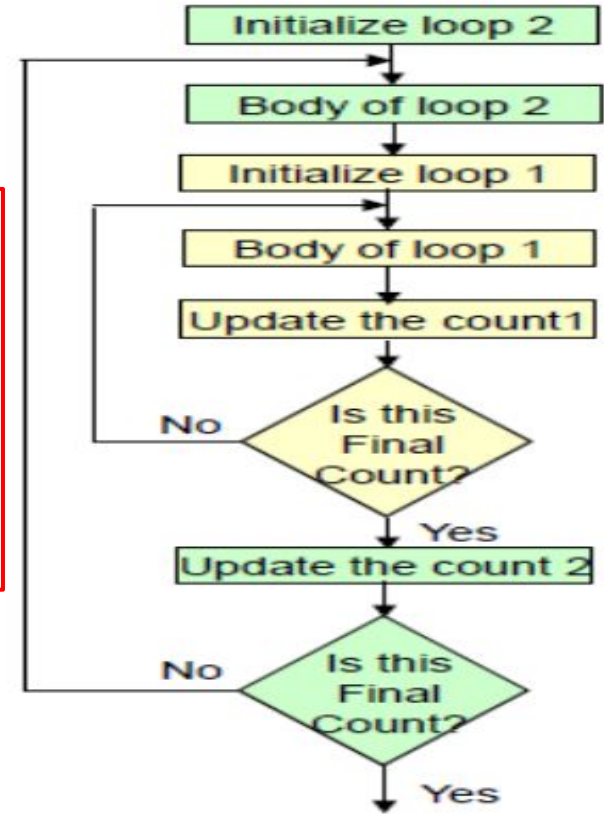 Initialize loop 2
Body of loop 2
Initialize loop 1
Body of loop 1
Update the count1
Is this
Final
Count?
No
Yes
Update the count 2
Is this
Final
Count?
No
Yes